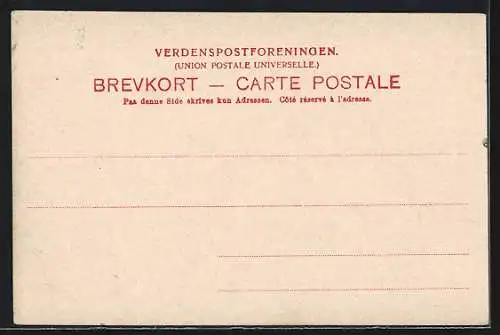 VERDENSPOSTFORENINGEN.
(UNION POSTALE UNIVERSELLE.)
BREVKORT — CARTE POSTALE
Paa denne Side skrives kun Adressen. Côté réservé à l'adresse.